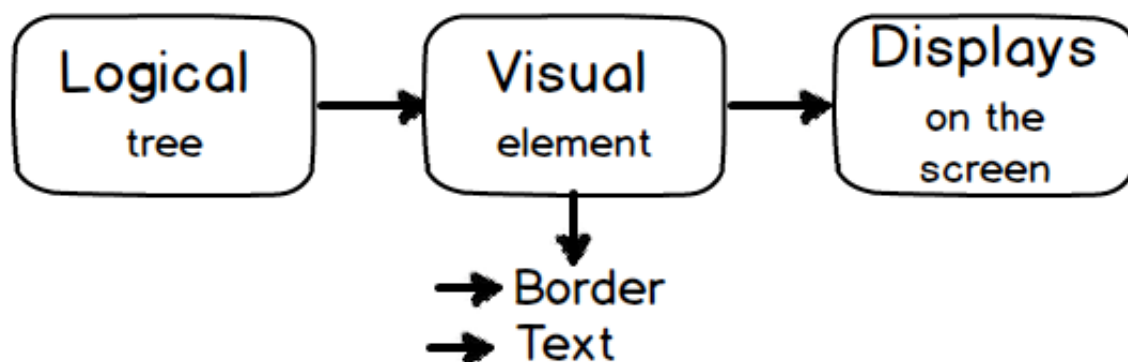 Logical
tree
Visual
element
Displays
on the
screen
Border
Text